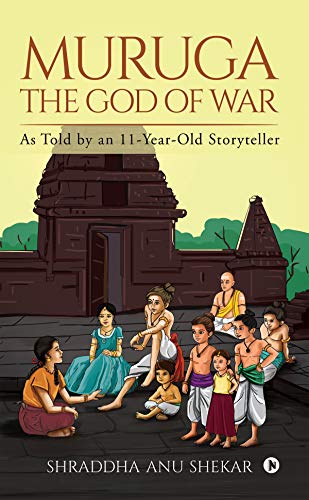 MURUGA
THE GOD OF WAR
As Told by an 11-Year-Old Storyteller
SHRADDHA ANU SHEKAR
N